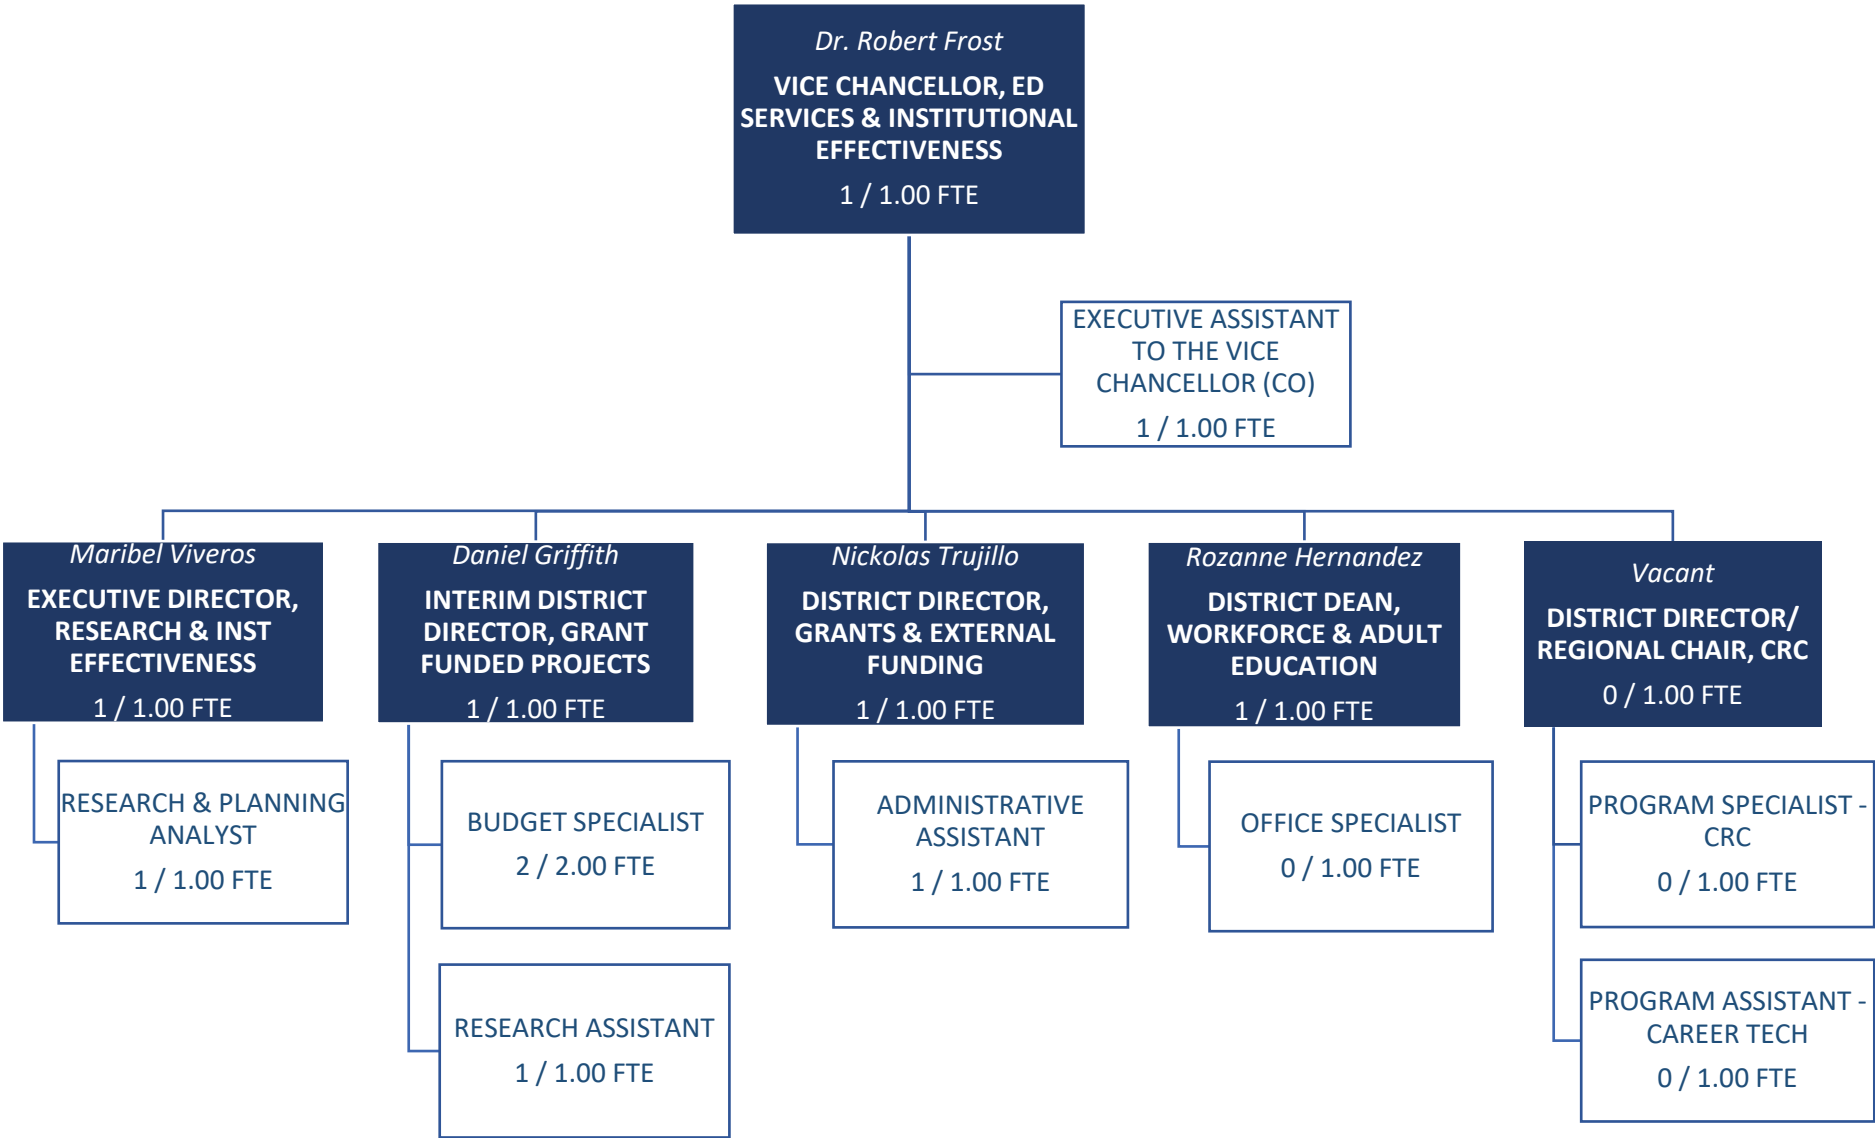 Dr. Robert Frost
VICE CHANCELLOR, ED
SERVICES & INSTITUTIONAL
EFFECTIVENESS
1 / 1.00 FTE
EXECUTIVE ASSISTANT
TO THE VICE
CHANCELLOR (CO)
1 / 1.00 FTE
Maribel Viveros
EXECUTIVE DIRECTOR,
RESEARCH & INST
EFFECTIVENESS
1 / 1.00 FTE
Daniel Griffith
INTERIM DISTRICT
DIRECTOR, GRANT
FUNDED PROJECTS
1 / 1.00 FTE
Nickolas Trujillo
DISTRICT DIRECTOR,
GRANTS & EXTERNAL
FUNDING
1 / 1.00 FTE
Rozanne Hernandez
DISTRICT DEAN,
WORKFORCE & ADULT
EDUCATION
1 / 1.00 FTE
Vacant
DISTRICT DIRECTOR/
REGIONAL CHAIR, CRC
0 / 1.00 FTE
RESEARCH & PLANNING
ANALYST
1 / 1.00 FTE
BUDGET SPECIALIST
2 / 2.00 FTE
ADMINISTRATIVE
ASSISTANT
1 / 1.00 FTE
OFFICE SPECIALIST
0 / 1.00 FTE
PROGRAM SPECIALIST -
CRC
0 / 1.00 FTE
RESEARCH ASSISTANT
1 / 1.00 FTE
PROGRAM ASSISTANT -
CAREER TECH
0 / 1.00 FTE